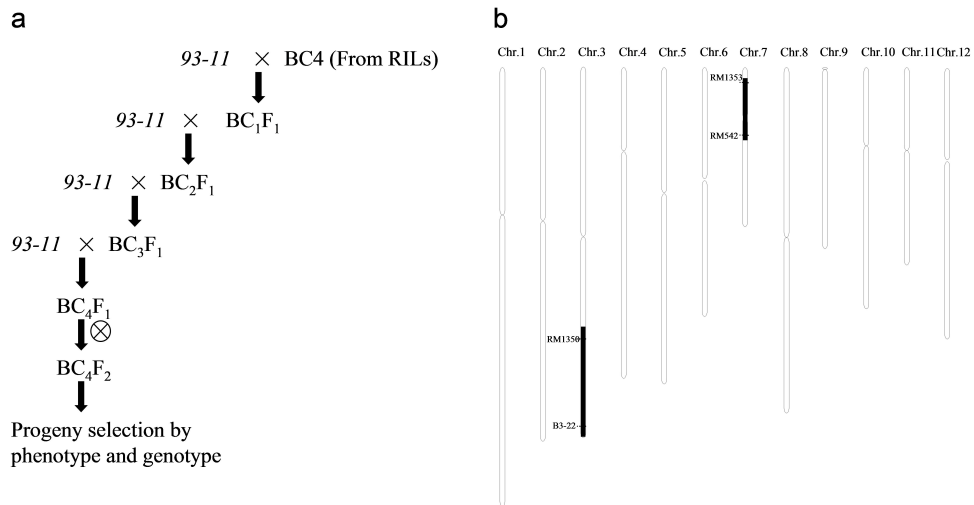 a
93-11 × BC4 (From RILs)
93-11 × BC₁F₁
93-11 × BC₂F₁
93-11 × BC₃F₁
BC₄F₁
BC₄F₂
Progeny selection by
phenotype and genotype
b
Chr.1 Chr.2 Chr.3 Chr.4 Chr.5 Chr.6 Chr.7 Chr.8 Chr.9 Chr.10 Chr.11 Chr.12
RM1353
RM542
RM1350
B3-22